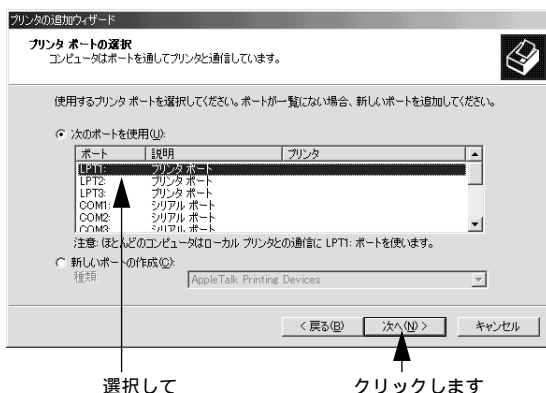 プリンタの追加ウィザード
プリンタ ポートの選択
コンピュータはポートを通してプリンタと通信しています。
使用するプリンタ ポートを選択してください。ポートが一覧にない場合、新しいポートを追加してください。
次のポートを使用(U):
ポート 説明 プリンタ
LPT1: プリンタ ポート
LPT2: プリンタ ポート
LPT3: プリンタ ポート
COM1: シリアル ポート
COM2: シリアル ポート
COM3: シリアル ポート
注意: ほとんどのコンピュータはローカル プリンタとの通信に LPT1: ポートを使います。
新しいポートの作成(C):
種類: AppleTalk Printing Devices
< 戻る(B) 次へ(N) > キャンセル
選択して クリックします